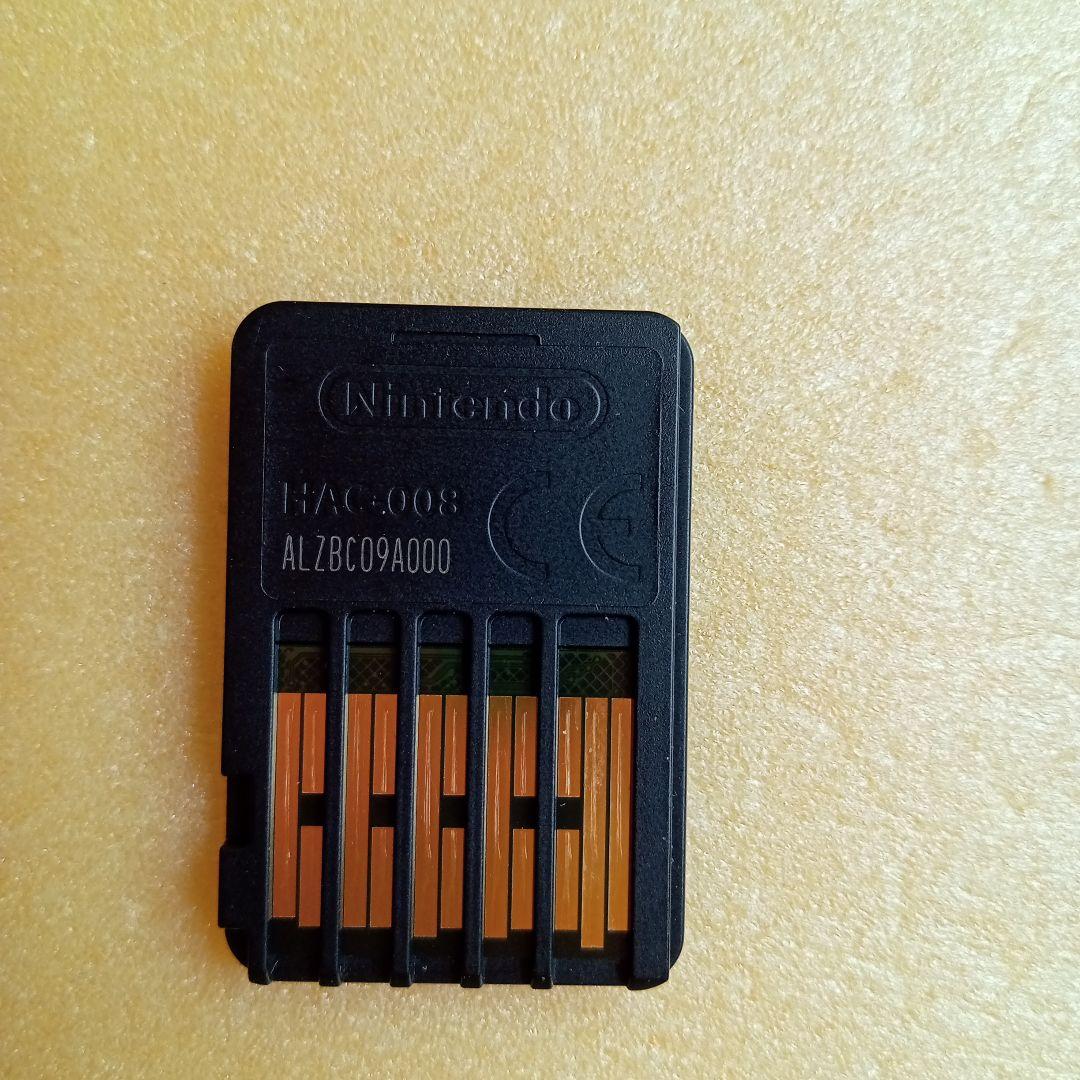 Nintendo
HAC-008
CE
ALZBC09A000